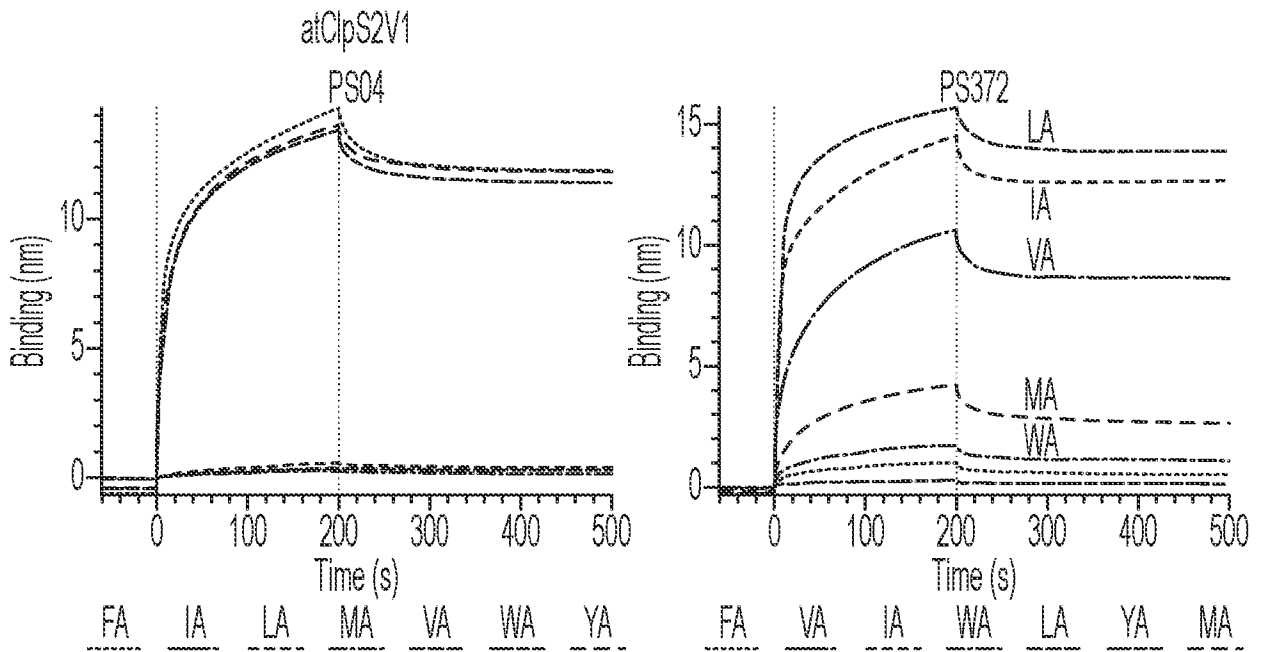 atClpS2V1
PS04
Binding (nm)
10
5
0
0 100 200 300 400 500
Time (s)
FA IA LA MA VA WA YA
PS372
Binding (nm)
15
10
5
0
LA
IA
VA
MA
WA
0 100 200 300 400 500
Time (s)
FA VA IA WA LA YA MA